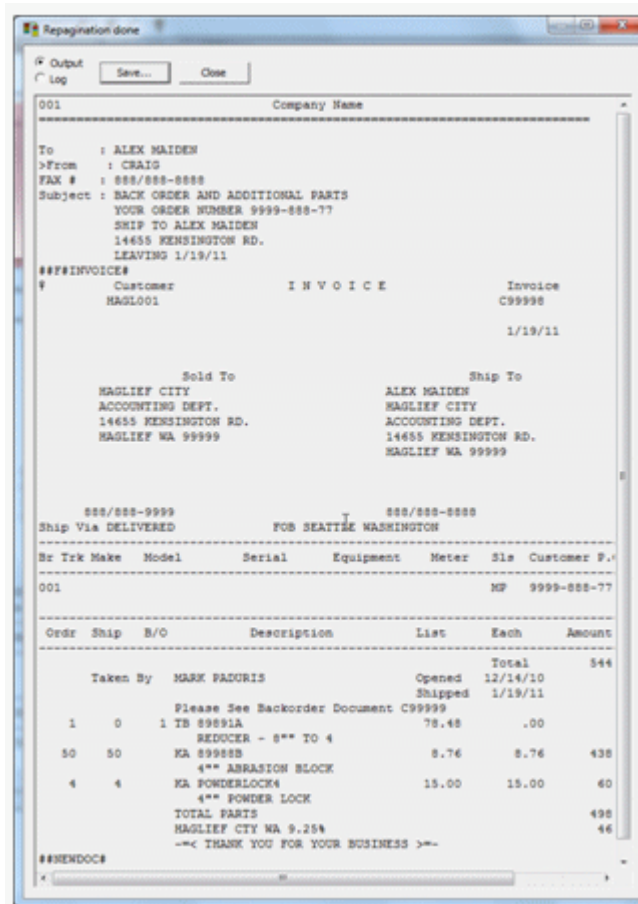 Repagination done
Output
Log
Save...
Close
001 Company Name
To : ALEX MAIDEN
>From : CRAIG
FAX # : 888/888-8888
Subject : BACK ORDER AND ADDITIONAL PARTS
YOUR ORDER NUMBER 9999-888-77
SHIP TO ALEX MAIDEN
14655 KENSINGTON RD.
LEAVING 1/19/11
##F#INVOICE#
Customer I N V O I C E Invoice
HAGL001 C99998
1/19/11
Sold To Ship To
HAGLIEF CITY ALEX MAIDEN
ACCOUNTING DEPT. HAGLIEF CITY
14655 KENSINGTON RD. ACCOUNTING DEPT.
HAGLIEF WA 99999 14655 KENSINGTON RD.
HAGLIEF WA 99999
888/888-9999 888/888-8888
Ship Via DELIVERED FOB SEATTLE WASHINGTON
Br Trk Make Model Serial Equipment Meter Sls Customer P.
001 MP 9999-888-77
Ordr Ship B/O Description List Each Amount
Total 544
Taken By MARK PADURIS Opened 12/14/10
Shipped 1/19/11
Please See Backorder Document C99999
1 0 1 TB 89891A 78.48 .00
REDUCER - 8"" TO 4
50 50 KA 89988B 8.76 8.76 438
4"" ABRASION BLOCK
4 4 KA POWDERLOCK4 15.00 15.00 60
4"" POWDER LOCK
TOTAL PARTS 498
HAGLIEF CTY WA 9.25% 46
-=< THANK YOU FOR YOUR BUSINESS >=-
##NEWDOC#